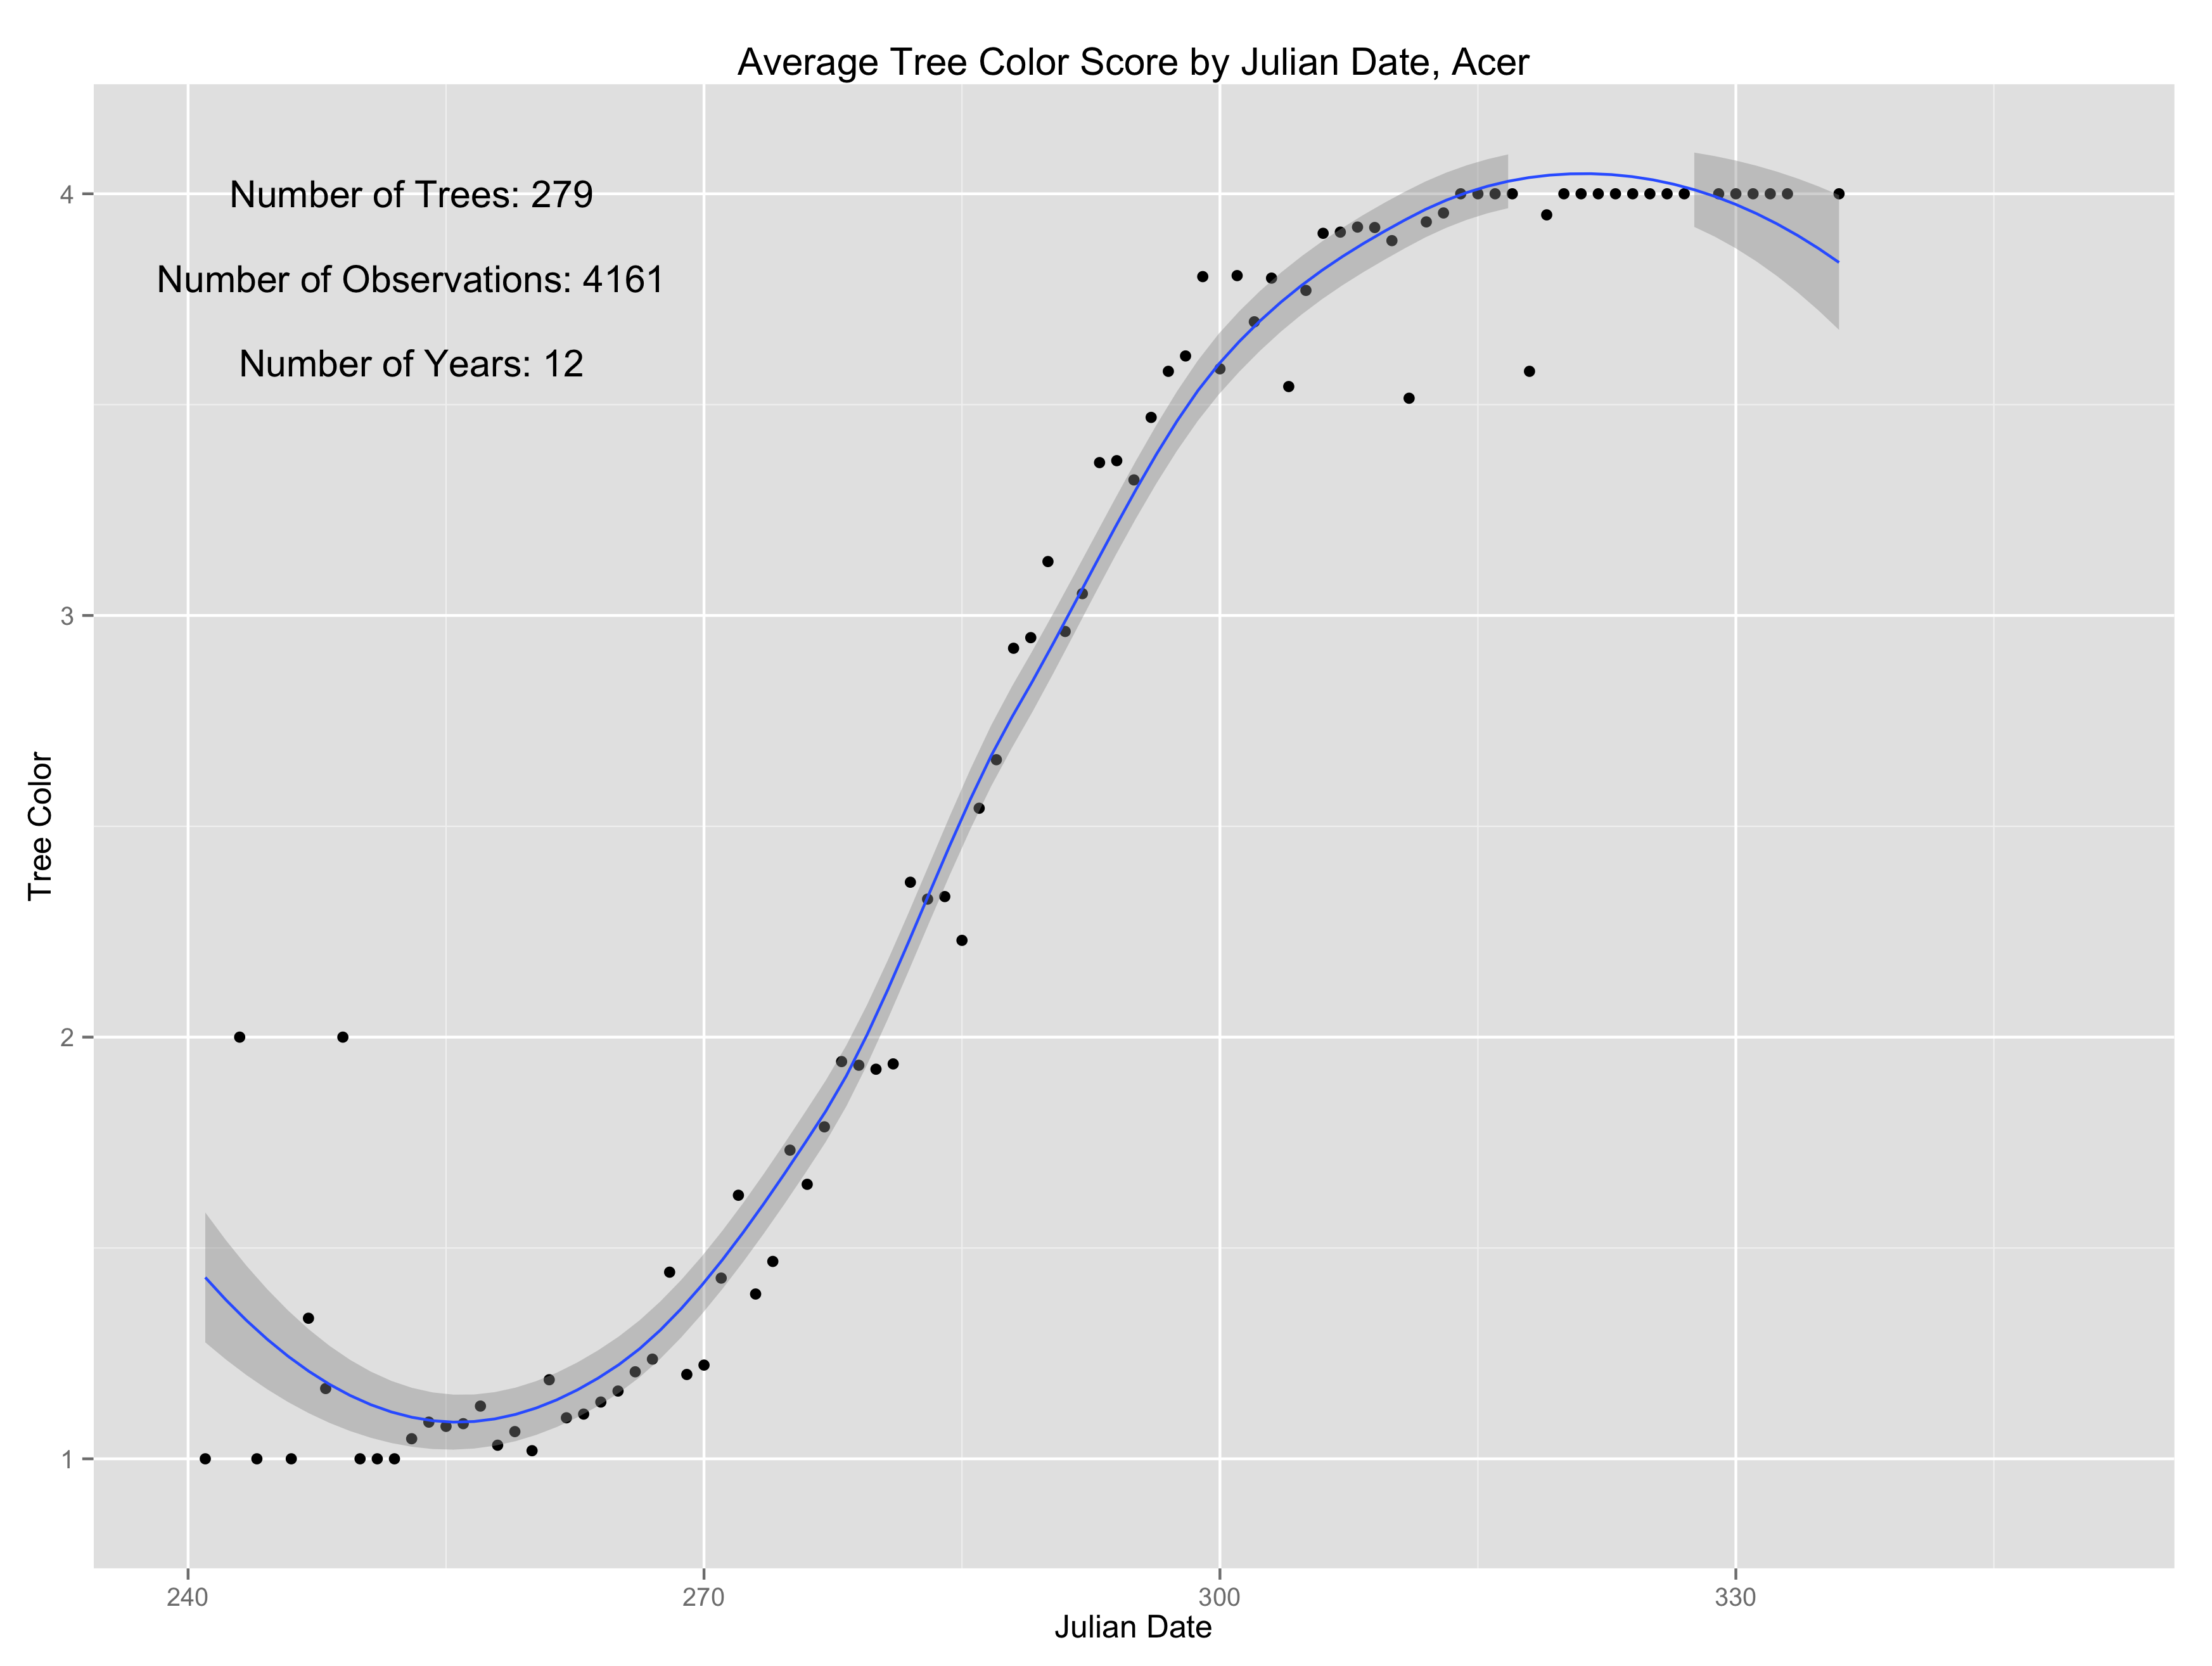 Average Tree Color Score by Julian Date, Acer
Number of Trees: 279
Number of Observations: 4161
Number of Years: 12
Tree Color
4
3
2
1
240 270 300 330
Julian Date